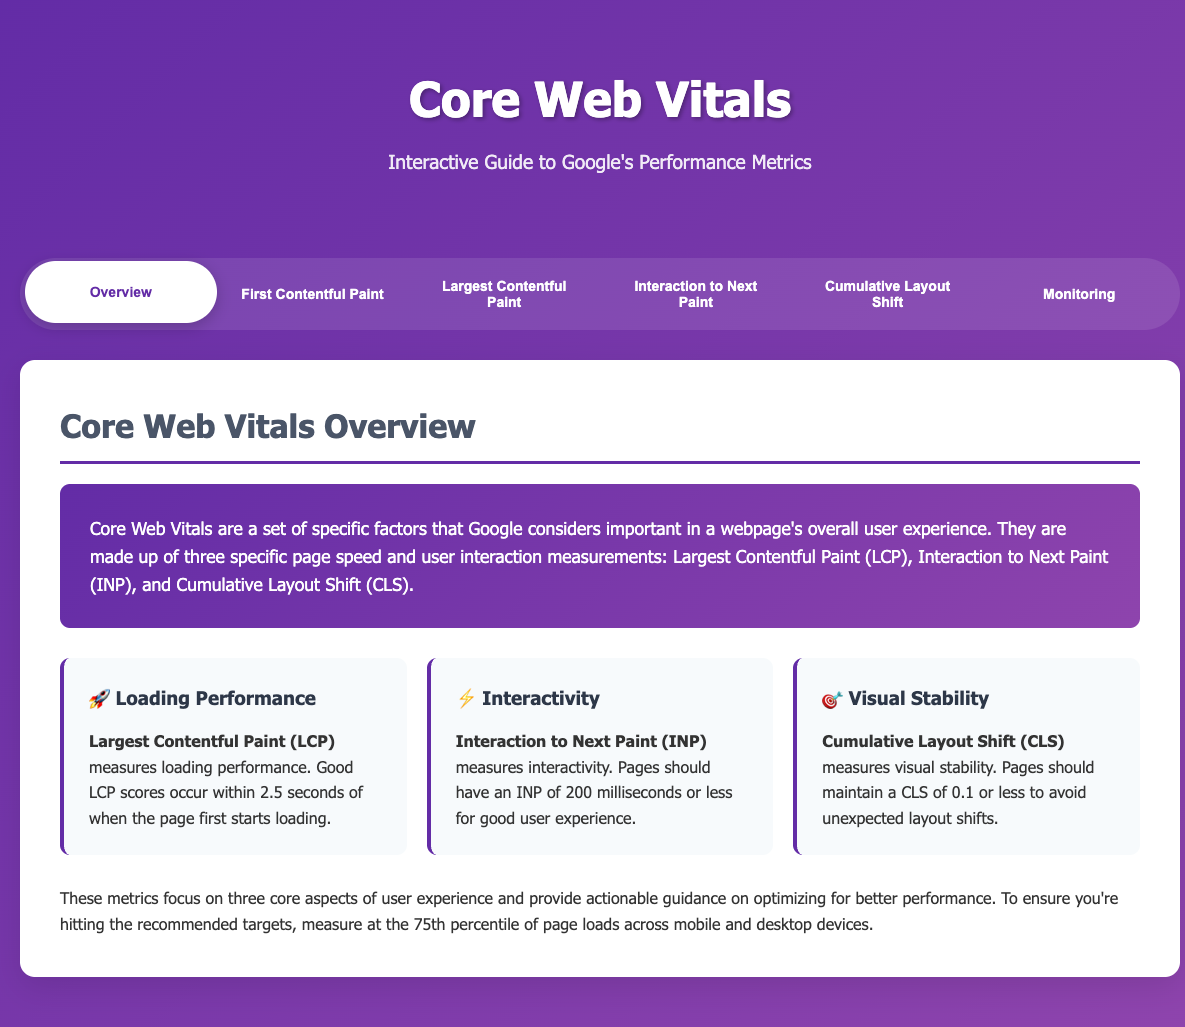 Core Web Vitals
Interactive Guide to Google's Performance Metrics
Overview
First Contentful Paint
Largest Contentful
Paint
Interaction to Next
Paint
Cumulative Layout
Shift
Monitoring
Core Web Vitals Overview
Core Web Vitals are a set of specific factors that Google considers important in a webpage's overall user experience. They are
made up of three specific page speed and user interaction measurements: Largest Contentful Paint (LCP), Interaction to Next Paint
(INP), and Cumulative Layout Shift (CLS).
🚀 Loading Performance
Largest Contentful Paint (LCP)
measures loading performance. Good
LCP scores occur within 2.5 seconds of
when the page first starts loading.
⚡ Interactivity
Interaction to Next Paint (INP)
measures interactivity. Pages should
have an INP of 200 milliseconds or less
for good user experience.
🎯 Visual Stability
Cumulative Layout Shift (CLS)
measures visual stability. Pages should
maintain a CLS of 0.1 or less to avoid
unexpected layout shifts.
These metrics focus on three core aspects of user experience and provide actionable guidance on optimizing for better performance. To ensure you're
hitting the recommended targets, measure at the 75th percentile of page loads across mobile and desktop devices.